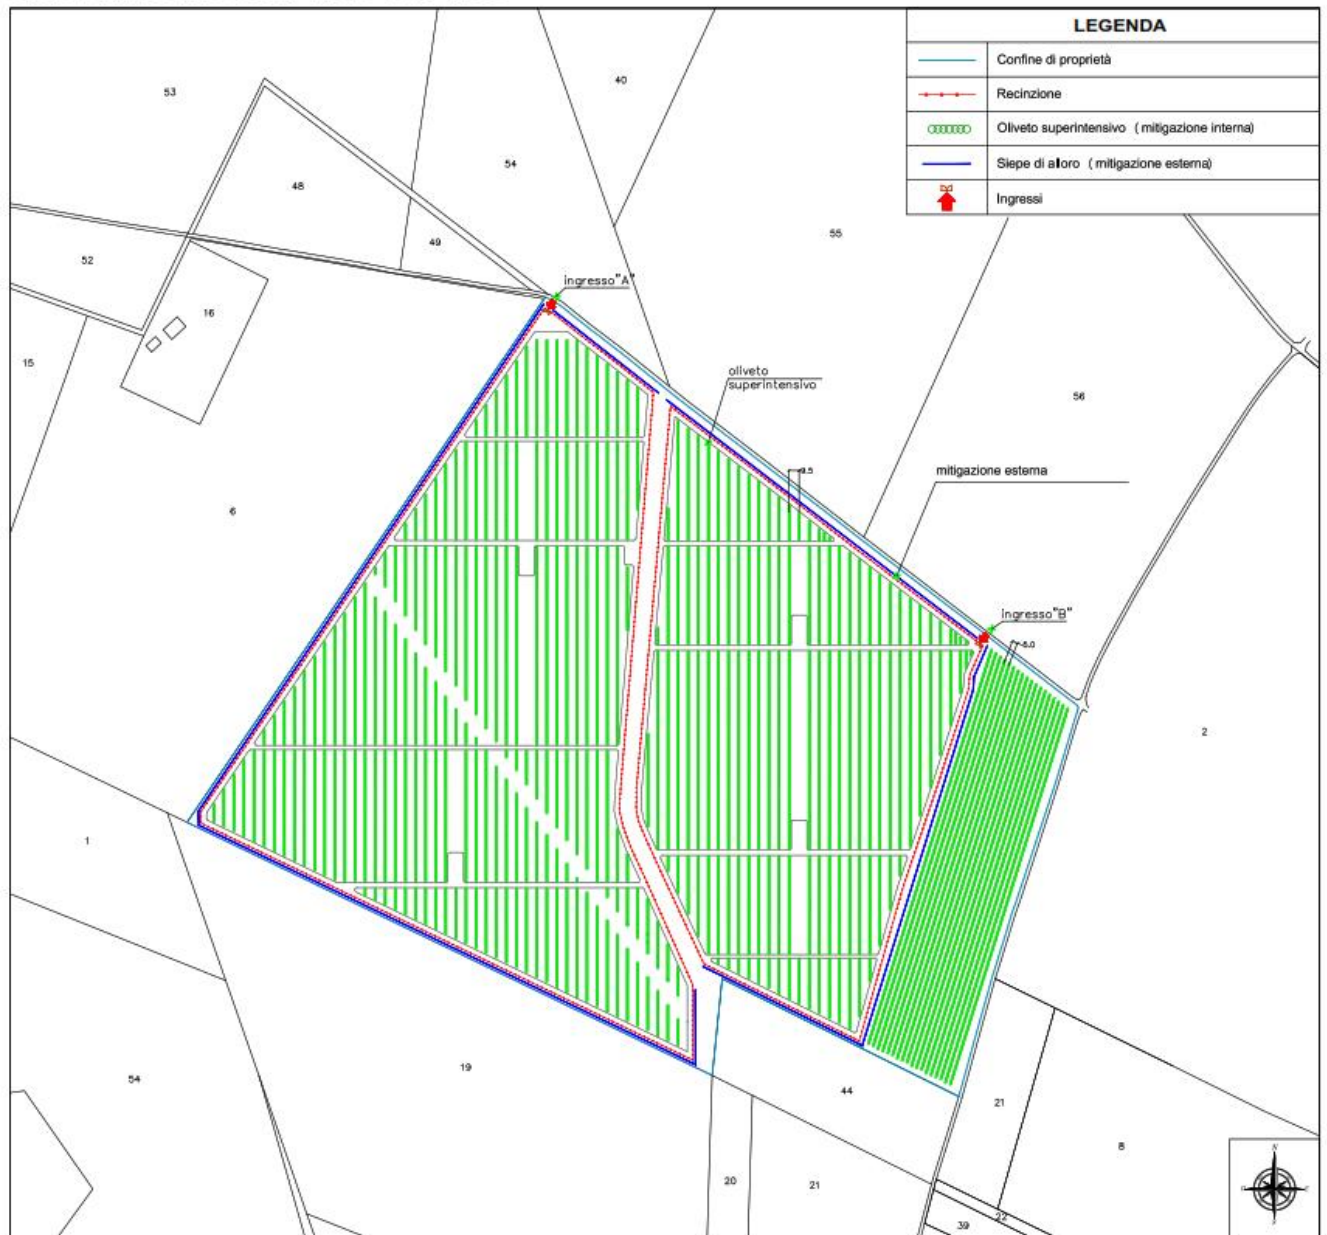 LEGENDA
Confine di proprietà
Recinzione
Oliveto superintensivo ( mitigazione interna)
Siepe di alloro ( mitigazione esterna)
Ingressi
53
40
54
48
49
55
52
16
ingresso"A"
15
oliveto
superintensivo
56
mitigazione esterna
6
ingresso"B"
2
1
54
19
44
21
8
20
21
22
39